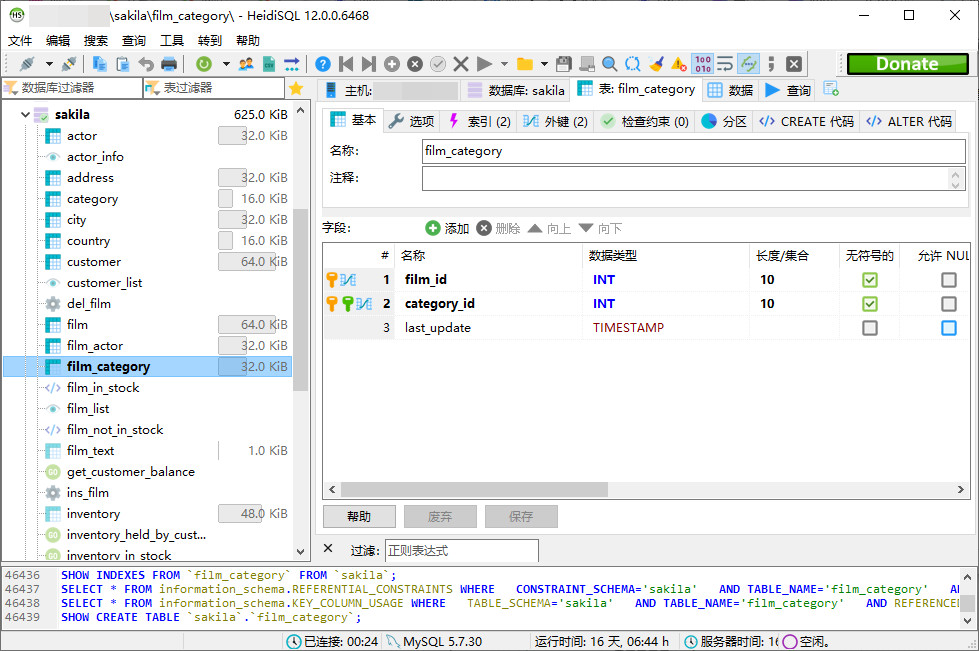 \sakila\film_category\ - HeidiSQL 12.0.0.6468
文件 编辑 搜索 查询 工具 转到 帮助
Donate
数据库过滤器 表过滤器
主机: 数据库: sakila 表: film_category 数据 查询
sakila 625.0 KiB
actor 32.0 KiB
actor_info
address 32.0 KiB
category 16.0 KiB
city 32.0 KiB
country 16.0 KiB
customer 64.0 KiB
customer_list
del_film
film 64.0 KiB
film_actor 32.0 KiB
film_category 32.0 KiB
film_in_stock
film_list
film_not_in_stock
film_text 1.0 KiB
get_customer_balance
ins_film
inventory 48.0 KiB
inventory_held_by_cust...
inventory_in_stock
基本 选项 索引 (2) 外键 (2) 检查约束 (0) 分区 CREATE 代码 ALTER 代码
名称: film_category
注释:
字段: 添加 删除 向上 向下
# 名称 数据类型 长度/集合 无符号的 允许 NUL
1 film_id INT 10
2 category_id INT 10
3 last_update TIMESTAMP
帮助 废弃 保存
过滤: 正则表达式
46436 SHOW INDEXES FROM `film_category` FROM `sakila`;
46437 SELECT * FROM information_schema.REFERENTIAL_CONSTRAINTS WHERE CONSTRAINT_SCHEMA='sakila' AND TABLE_NAME='film_category' AN
46438 SELECT * FROM information_schema.KEY_COLUMN_USAGE WHERE TABLE_SCHEMA='sakila' AND TABLE_NAME='film_category' AND REFERENCED
46439 SHOW CREATE TABLE `sakila`.`film_category`;
已连接: 00:24 MySQL 5.7.30 运行时间: 16 天, 06:44 h 服务器时间: 16 空闲。